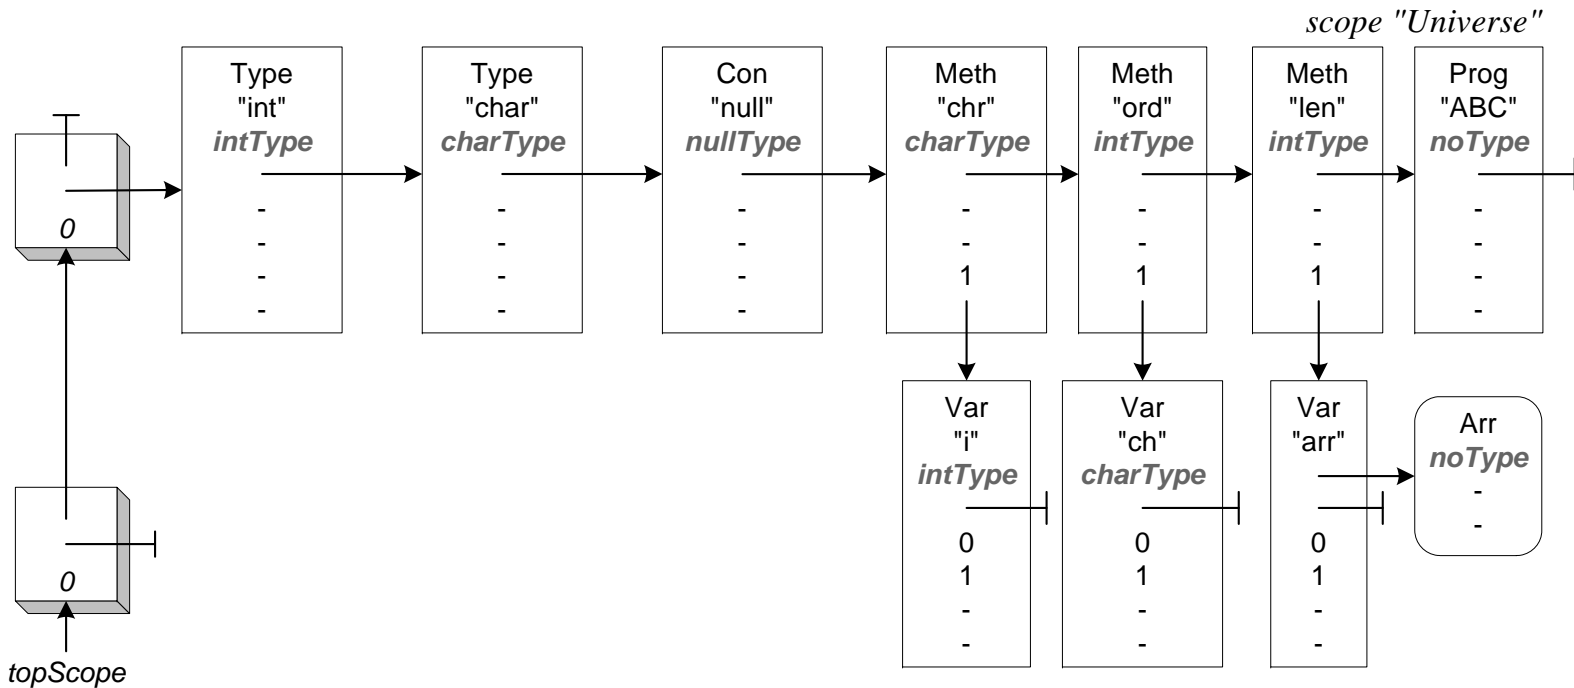 scope "Universe"
Type
"int"
intType
-
-
-
-
Type
"char"
charType
-
-
-
-
Con
"null"
nullType
-
-
-
-
Meth
"chr"
charType
-
-
1
Meth
"ord"
intType
-
-
1
Meth
"len"
intType
-
-
1
Prog
"ABC"
noType
-
-
-
-
0
Var
"i"
intType
0
1
-
-
Var
"ch"
charType
0
1
-
-
Var
"arr"
0
1
-
-
Arr
noType
-
-
0
topScope